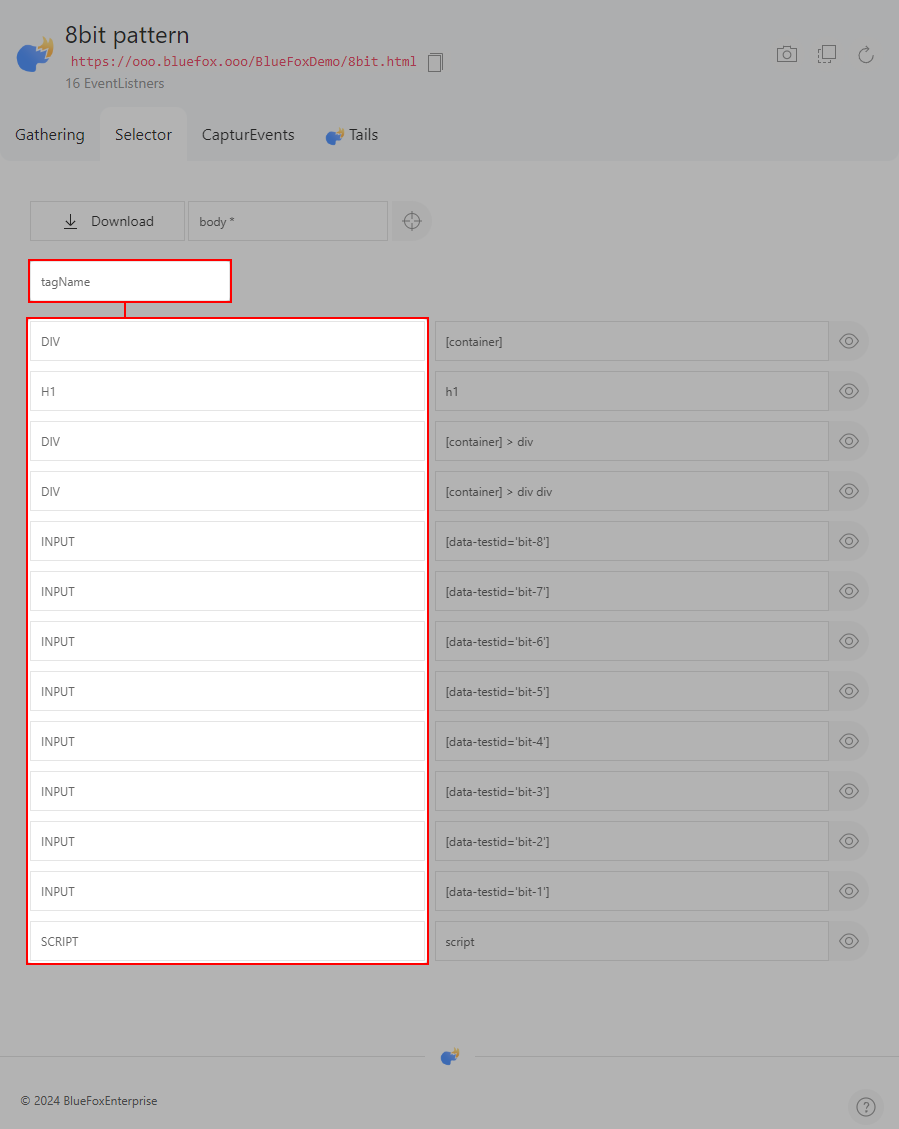 8bit pattern
https://ooo.bluefox.ooo/BlueFoxDemo/8bit.html
16 EventListners
Gathering Selector CapturEvents Tails
Download body *
tagName
DIV [container]
H1 h1
DIV [container] > div
DIV [container] > div div
INPUT [data-testid='bit-8']
INPUT [data-testid='bit-7']
INPUT [data-testid='bit-6']
INPUT [data-testid='bit-5']
INPUT [data-testid='bit-4']
INPUT [data-testid='bit-3']
INPUT [data-testid='bit-2']
INPUT [data-testid='bit-1']
SCRIPT script
© 2024 BlueFoxEnterprise
?